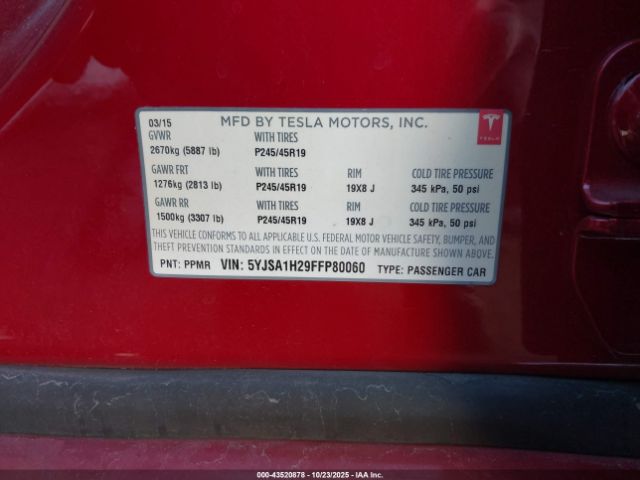 03/15 MFD BY TESLA MOTORS, INC.
GVWR WITH TIRES
2670kg (5887 lb) P245/45R19
GAWR FRT WITH TIRES RIM COLD TIRE PRESSURE
1276kg (2813 lb) P245/45R19 19X8 J 345 kPa, 50 psi
GAWR RR WITH TIRES RIM COLD TIRE PRESSURE
1500kg (3307 lb) P245/45R19 19X8 J 345 kPa, 50 psi
THIS VEHICLE CONFORMS TO ALL APPLICABLE U.S. FEDERAL MOTOR VEHICLE SAFETY, BUMPER, AND
THEFT PREVENTION STANDARDS IN EFFECT ON THE DATE OF MANUFACTURE SHOWN ABOVE.
PNT: PPMR VIN: 5YJSA1H29FFP80060 TYPE: PASSENGER CAR
TESLA
000-43520878 - 10/23/2025 - IAAI.com